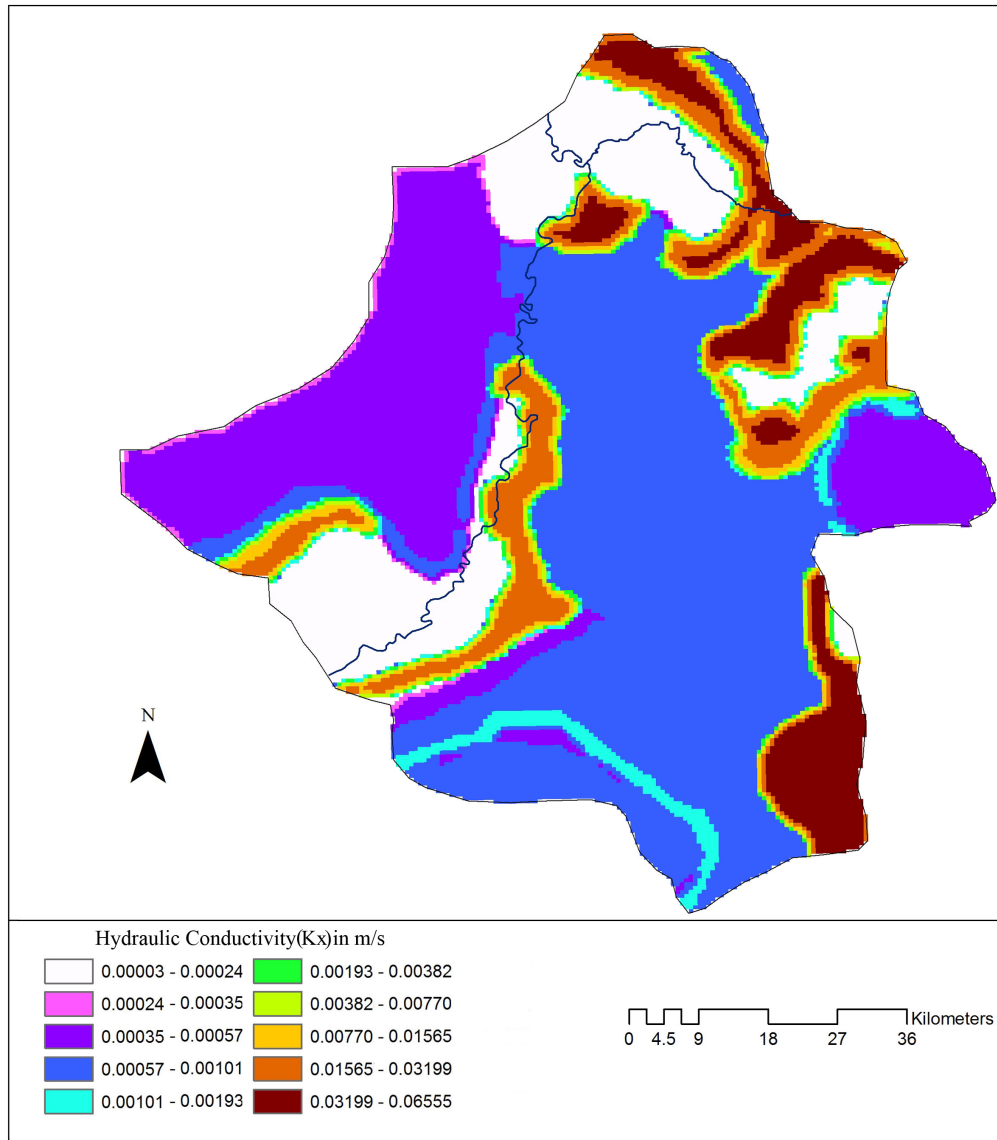 N
Hydraulic Conductivity(Kx)in m/s
0.00003 - 0.00024
0.00024 - 0.00035
0.00035 - 0.00057
0.00057 - 0.00101
0.00101 - 0.00193
0.00193 - 0.00382
0.00382 - 0.00770
0.00770 - 0.01565
0.01565 - 0.03199
0.03199 - 0.06555
Kilometers
0 4.5 9 18 27 36